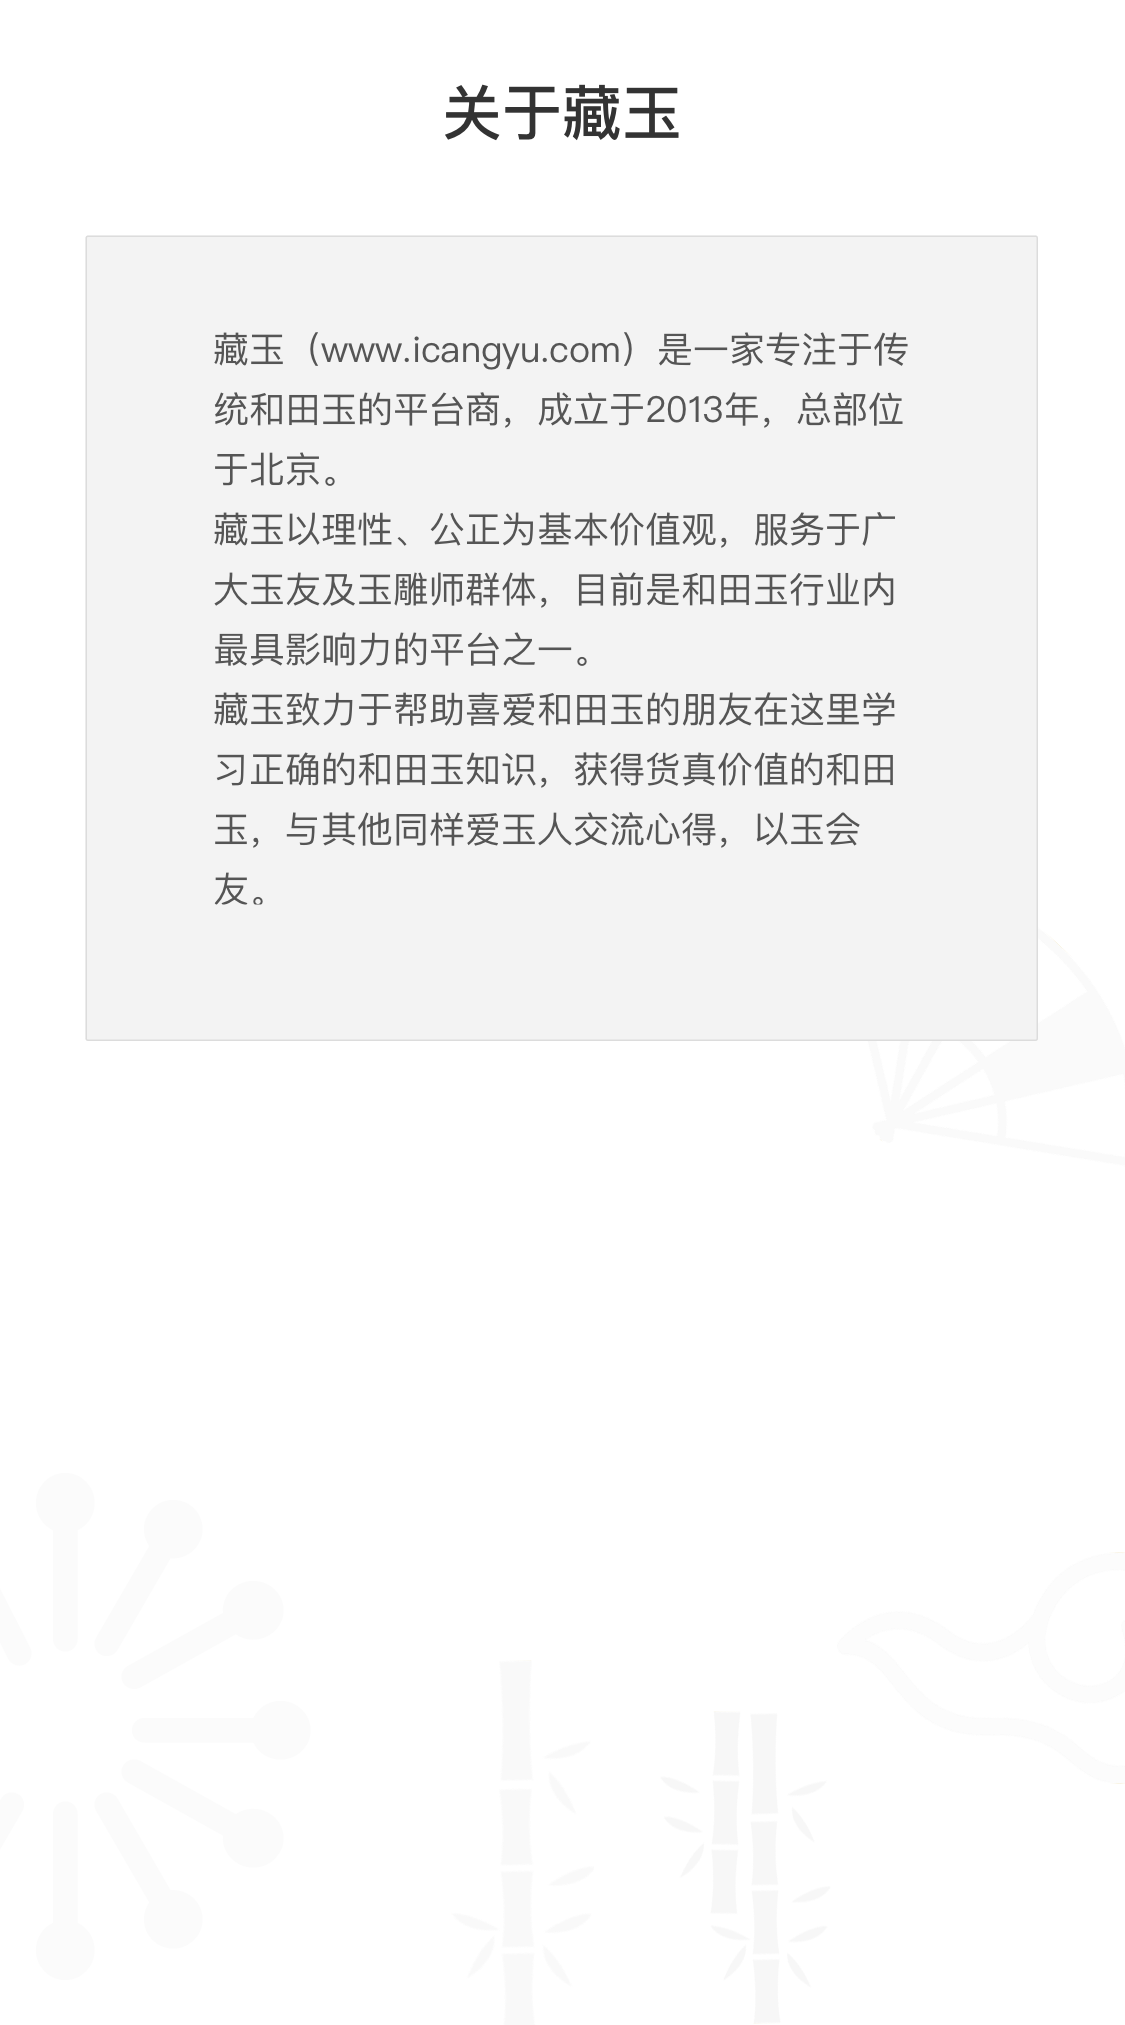 关于藏玉
藏玉（www.icangyu.com）是一家专注于传
统和田玉的平台商，成立于2013年，总部位
于北京。
藏玉以理性、公正为基本价值观，服务于广
大玉友及玉雕师群体，目前是和田玉行业内
最具影响力的平台之一。
藏玉致力于帮助喜爱和田玉的朋友在这里学
习正确的和田玉知识，获得货真价值的和田
玉，与其他同样爱玉人交流心得，以玉会
友。